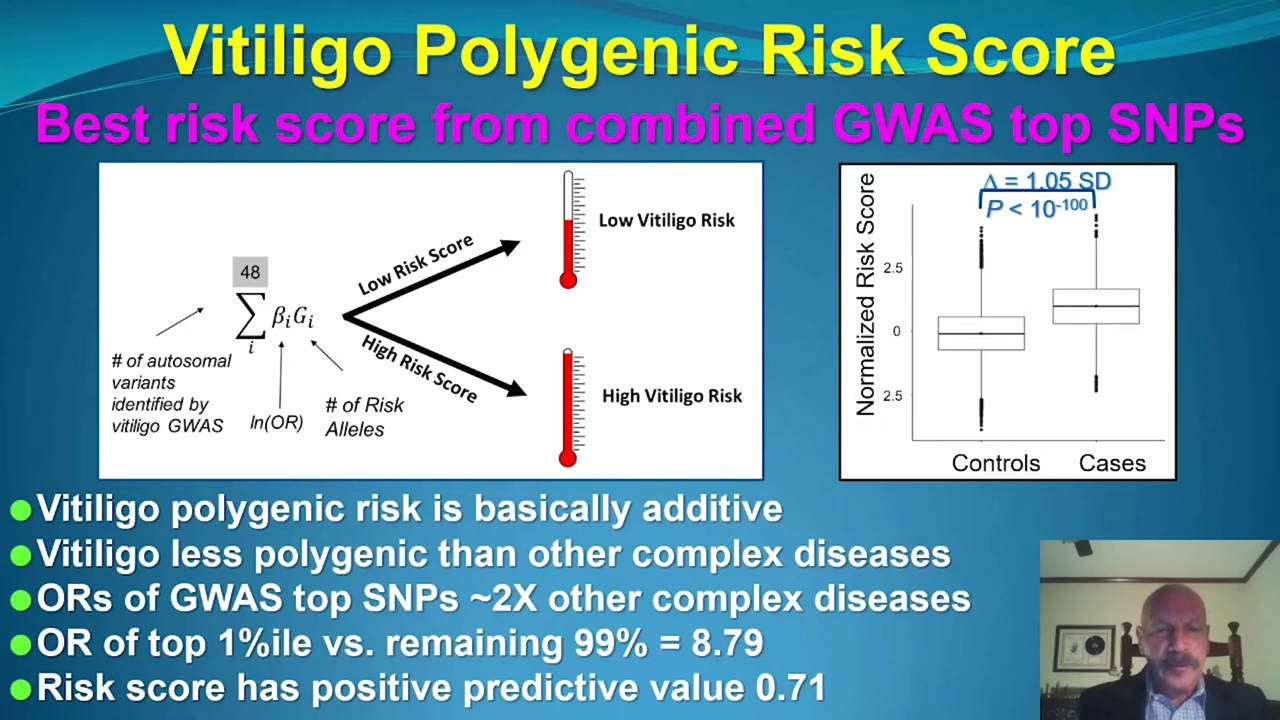 Vitiligo Polygenic Risk Score
Best risk score from combined GWAS top SNPs
48
∑ βᵢGᵢ
i
# of autosomal
variants
identified by
vitiligo GWAS
ln(OR)
# of Risk
Alleles
Low Risk Score
High Risk Score
Low Vitiligo Risk
High Vitiligo Risk
Normalized Risk Score
Δ = 1.05 SD
P < 10⁻¹⁰⁰
2.5
0
2.5
Controls
Cases
Vitiligo polygenic risk is basically additive
Vitiligo less polygenic than other complex diseases
ORs of GWAS top SNPs ~2X other complex diseases
OR of top 1%ile vs. remaining 99% = 8.79
Risk score has positive predictive value 0.71